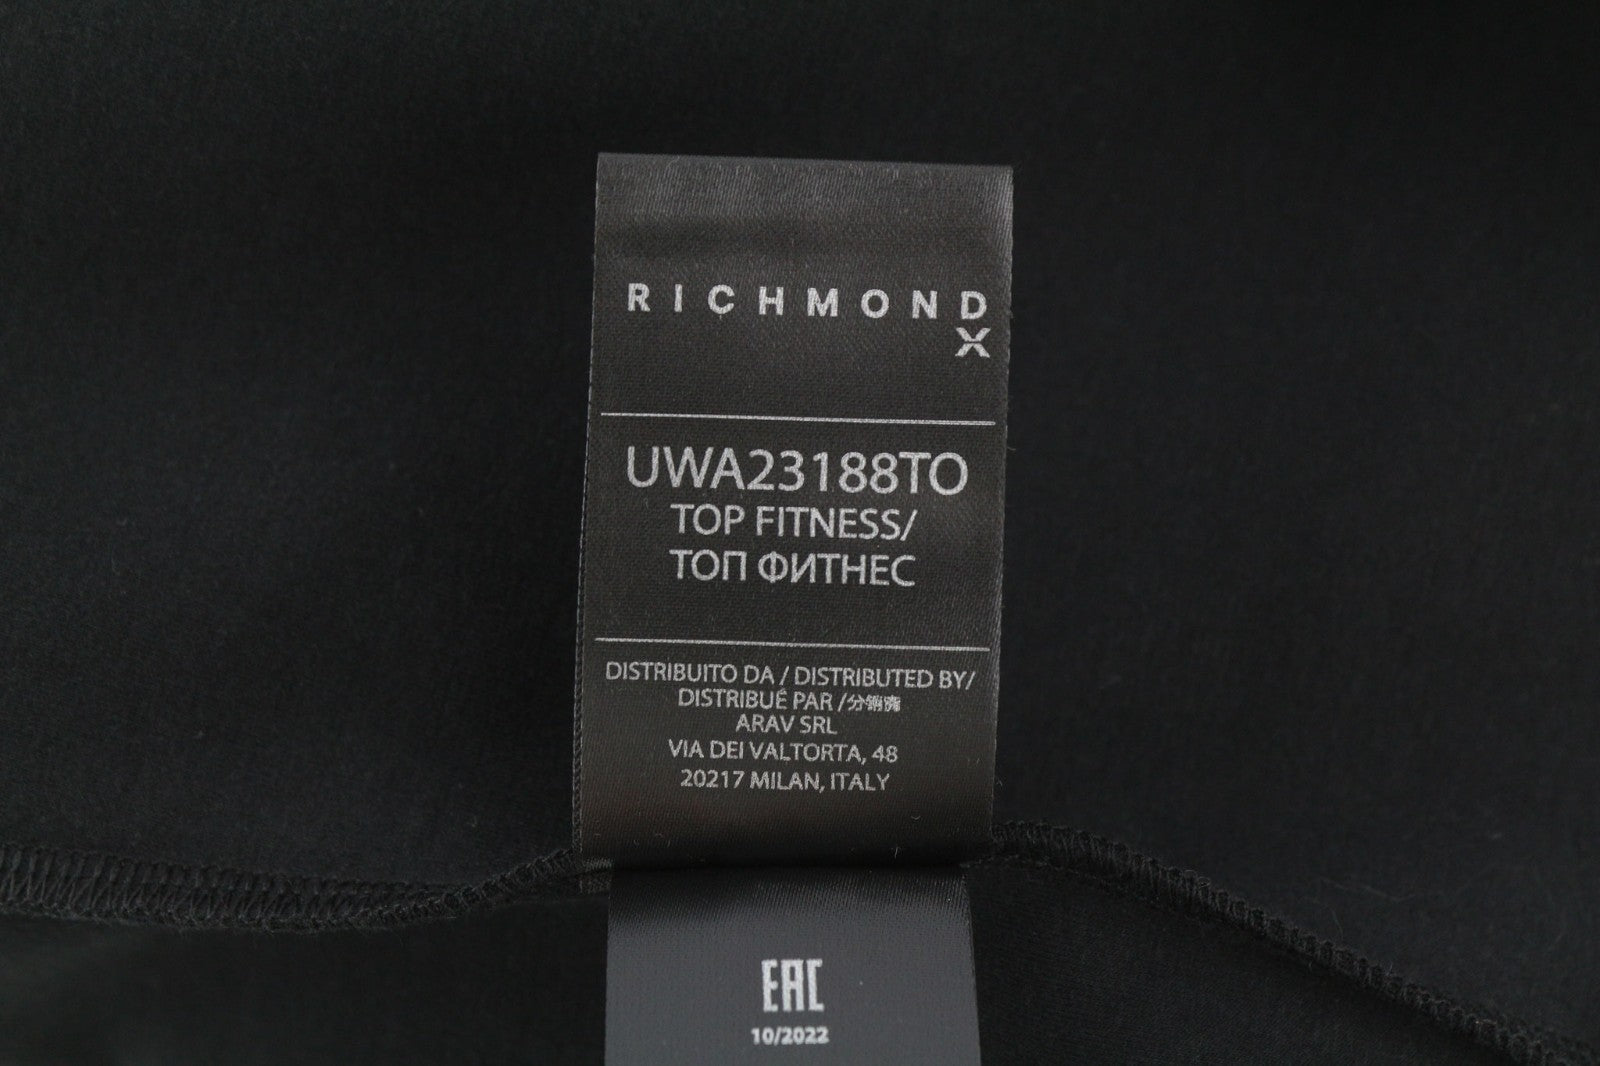 RICHMOND
X
UWA23188TO
TOP FITNESS/
ТОП ФИТНЕС
DISTRIBUITO DA / DISTRIBUTED BY/
DISTRIBUÉ PAR /分销商
ARAV SRL
VIA DEI VALTORTA, 48
20217 MILAN, ITALY
EAC
10/2022